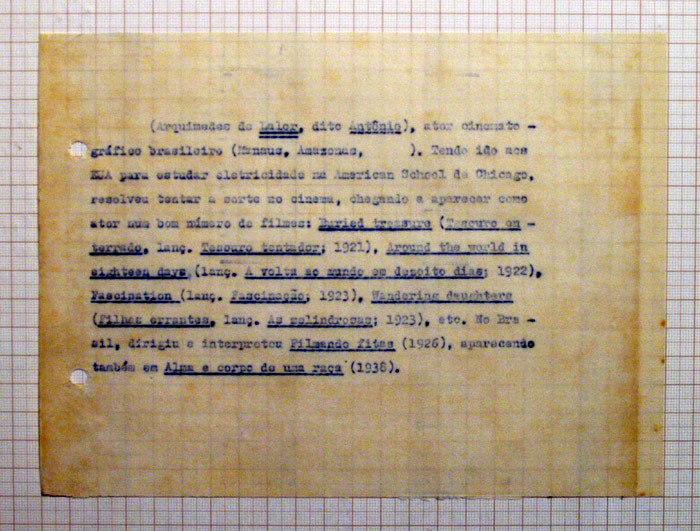 (Arquimedes de Lalor, dito Antônio), ator cinemato-
gráfico brasileiro (Manaus, Amazonas,        ). Tendo ido aos
EUA para estudar eletricidade na American School de Chicago,
resolveu tentar a sorte no cinema, chegando a aparecer como
ator num bom número de filmes: Buried treasure (Tesouro en-
terrado, lanç. Tesouro tentador; 1921), Around the world in
eighteen days (lanç. A volta ao mundo em dezoito dias; 1922),
Fascination (lanç. Fascinação; 1923), Wandering daughters
(Filhas errantes, lanç. As melindrosas; 1923), etc. No Bra-
sil, dirigiu e interpretou Filmando fitas (1926), aparecendo
também em Alma e corpo de uma raça (1938).